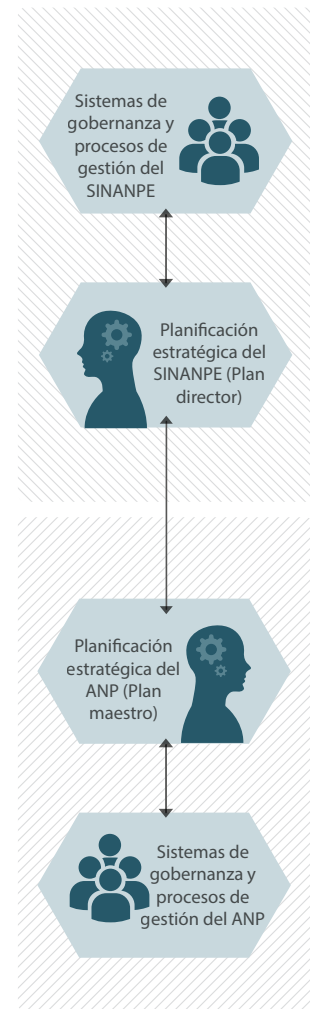 Sistemas de
gobernanza y
procesos de
gestión del
SINANPE
Planificación
estratégica del
SINANPE (Plan
director)
Planificación
estratégica del
ANP (Plan
maestro)
Sistemas de
gobernanza y
procesos de
gestión del ANP